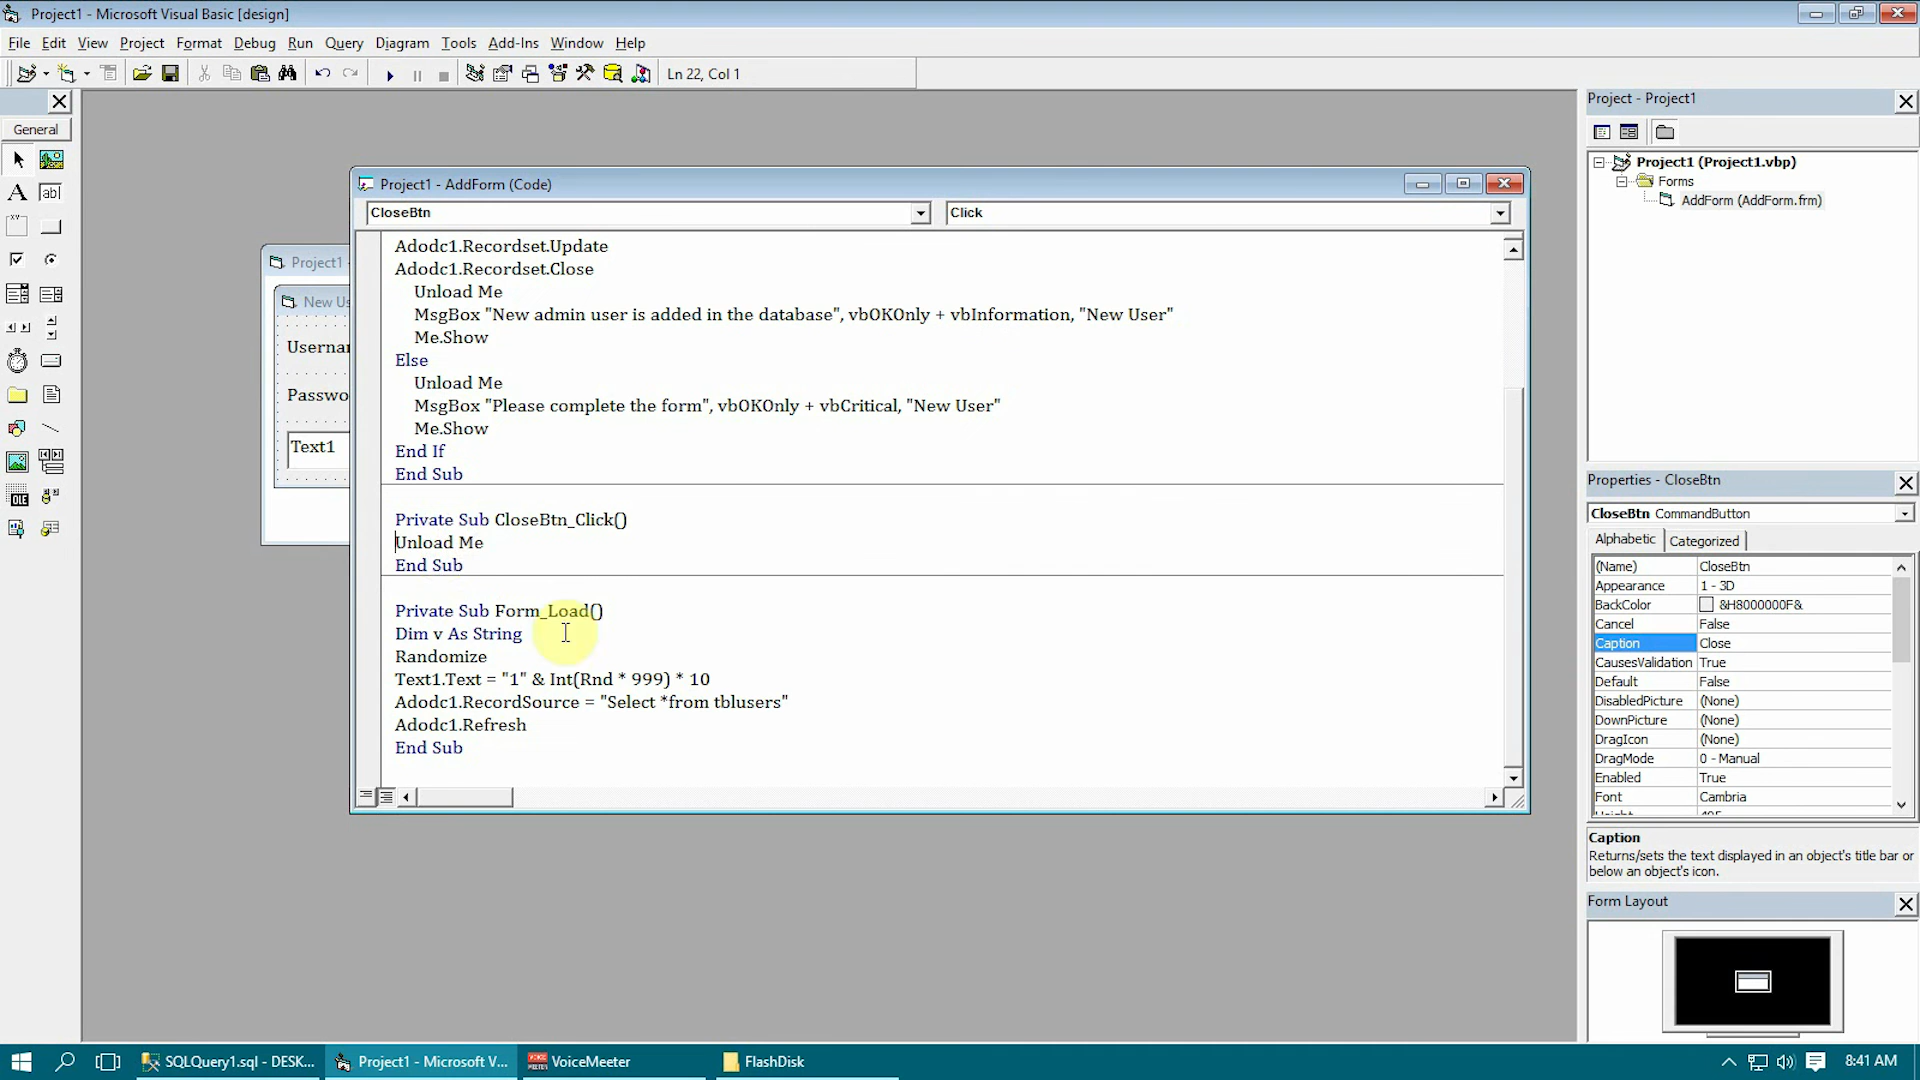 Project1 - Microsoft Visual Basic [design]
File Edit View Project Format Debug Run Query Diagram Tools Add-Ins Window Help
Ln 22, Col 1
General
Project1 -
New Us
Usernar
Passwo
Text1
Project1 - AddForm (Code)
CloseBtn
Click
Adodc1.Recordset.Update
Adodc1.Recordset.Close
Unload Me
MsgBox "New admin user is added in the database", vbOKOnly + vbInformation, "New User"
Me.Show
Else
Unload Me
MsgBox "Please complete the form", vbOKOnly + vbCritical, "New User"
Me.Show
End If
End Sub
Private Sub CloseBtn_Click()
Unload Me
End Sub
Private Sub Form_Load()
Dim v As String
Randomize
Text1.Text = "1" & Int(Rnd * 999) * 10
Adodc1.RecordSource = "Select *from tblusers"
Adodc1.Refresh
End Sub
Project - Project1
Project1 (Project1.vbp)
Forms
AddForm (AddForm.frm)
Properties - CloseBtn
CloseBtn CommandButton
Alphabetic Categorized
(Name) CloseBtn
Appearance 1 - 3D
BackColor &H8000000F&
Cancel False
Caption Close
CausesValidation True
Default False
DisabledPicture (None)
DownPicture (None)
DragIcon (None)
DragMode 0 - Manual
Enabled True
Font Cambria
Height 495
Caption
Returns/sets the text displayed in an object's title bar or
below an object's icon.
Form Layout
SQLQuery1.sql - DESK...
Project1 - Microsoft V...
VoiceMeeter
FlashDisk
8:41 AM